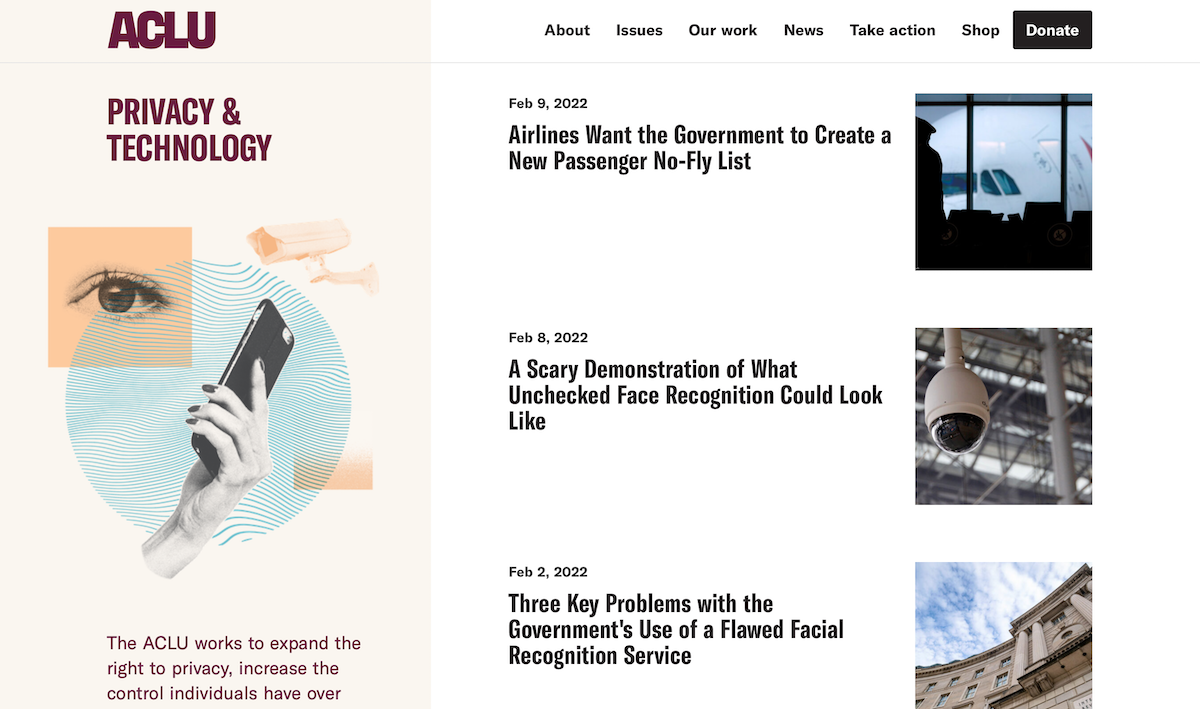 ACLU
About Issues Our work News Take action Shop Donate
PRIVACY &
TECHNOLOGY
The ACLU works to expand the
right to privacy, increase the
control individuals have over
Feb 9, 2022
Airlines Want the Government to Create a
New Passenger No-Fly List
Feb 8, 2022
A Scary Demonstration of What
Unchecked Face Recognition Could Look
Like
Feb 2, 2022
Three Key Problems with the
Government's Use of a Flawed Facial
Recognition Service